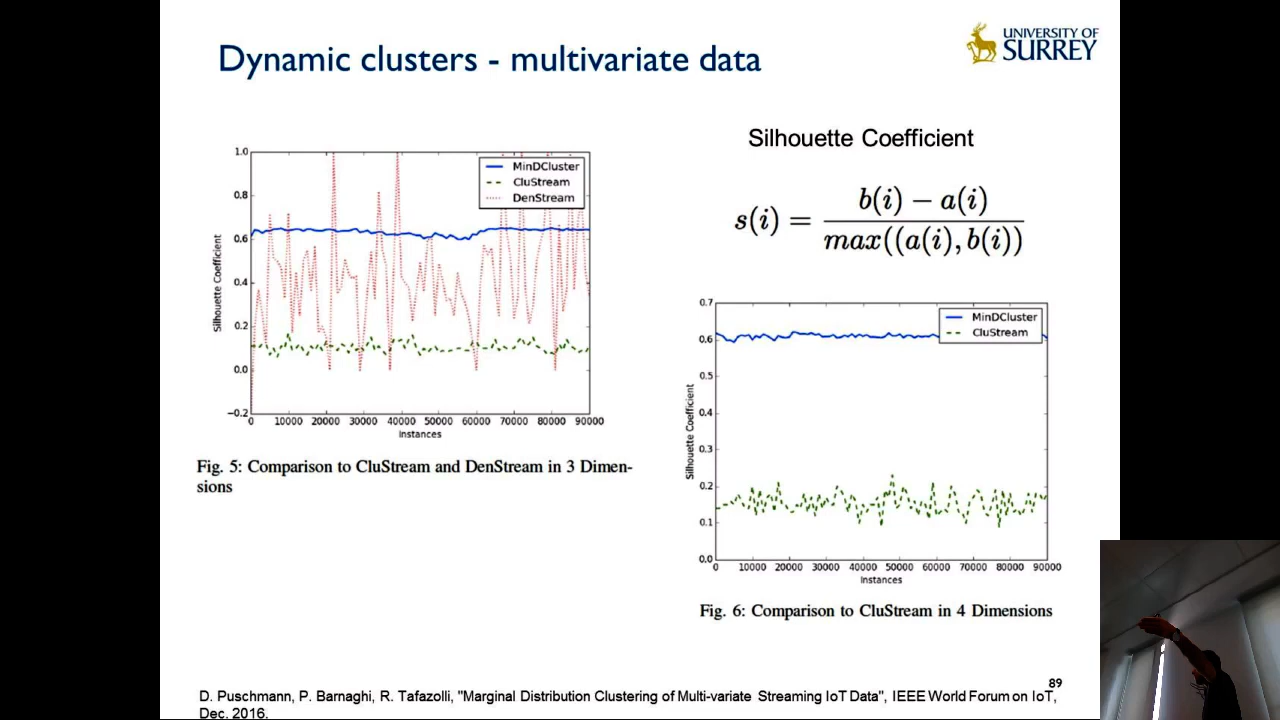 Dynamic clusters - multivariate data
UNIVERSITY OF
SURREY
1.0
0.8
0.6
0.4
0.2
0.0
−0.2
Silhouette Coefficient
MinDCluster
CluStream
DenStream
0 10000 20000 30000 40000 50000 60000 70000 80000 90000
Instances
Fig. 5: Comparison to CluStream and DenStream in 3 Dimen-
sions
Silhouette Coefficient
s(i) = \frac{b(i) − a(i)}{max((a(i), b(i))}
0.7
0.6
0.5
0.4
0.3
0.2
0.1
0.0
Silhouette Coefficient
MinDCluster
CluStream
0 10000 20000 30000 40000 50000 60000 70000 80000 90000
Instances
Fig. 6: Comparison to CluStream in 4 Dimensions
89
D. Puschmann, P. Barnaghi, R. Tafazolli, "Marginal Distribution Clustering of Multi-variate Streaming IoT Data", IEEE World Forum on IoT,
Dec. 2016.